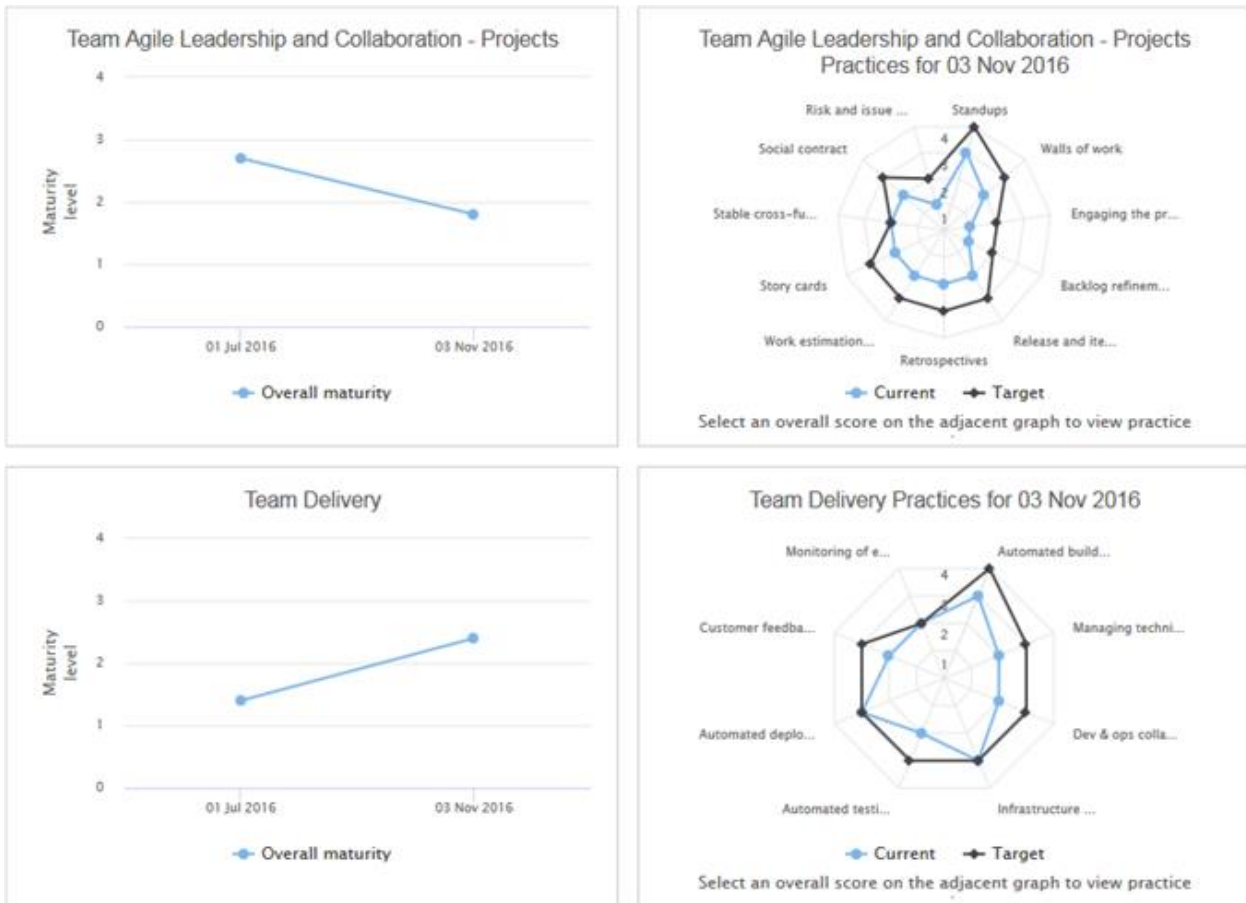 Team Agile Leadership and Collaboration - Projects
4
3
2
1
0
Maturity
level
01 Jul 2016
03 Nov 2016
Overall maturity
Team Agile Leadership and Collaboration - Projects
Practices for 03 Nov 2016
Risk and issue ...
Standups
Social contract
Walls of work
Stable cross-fu...
Engaging the pr...
Story cards
Backlog refinem...
Work estimation...
Release and ite...
Retrospectives
4
3
2
1
Current
Target
Select an overall score on the adjacent graph to view practice
Team Delivery
4
3
2
1
0
Maturity
level
01 Jul 2016
03 Nov 2016
Overall maturity
Team Delivery Practices for 03 Nov 2016
Monitoring of e...
Automated build...
Customer feedba...
Managing techni...
Automated deplo...
Dev & ops colla...
Automated testi...
Infrastructure ...
4
3
2
1
Current
Target
Select an overall score on the adjacent graph to view practice